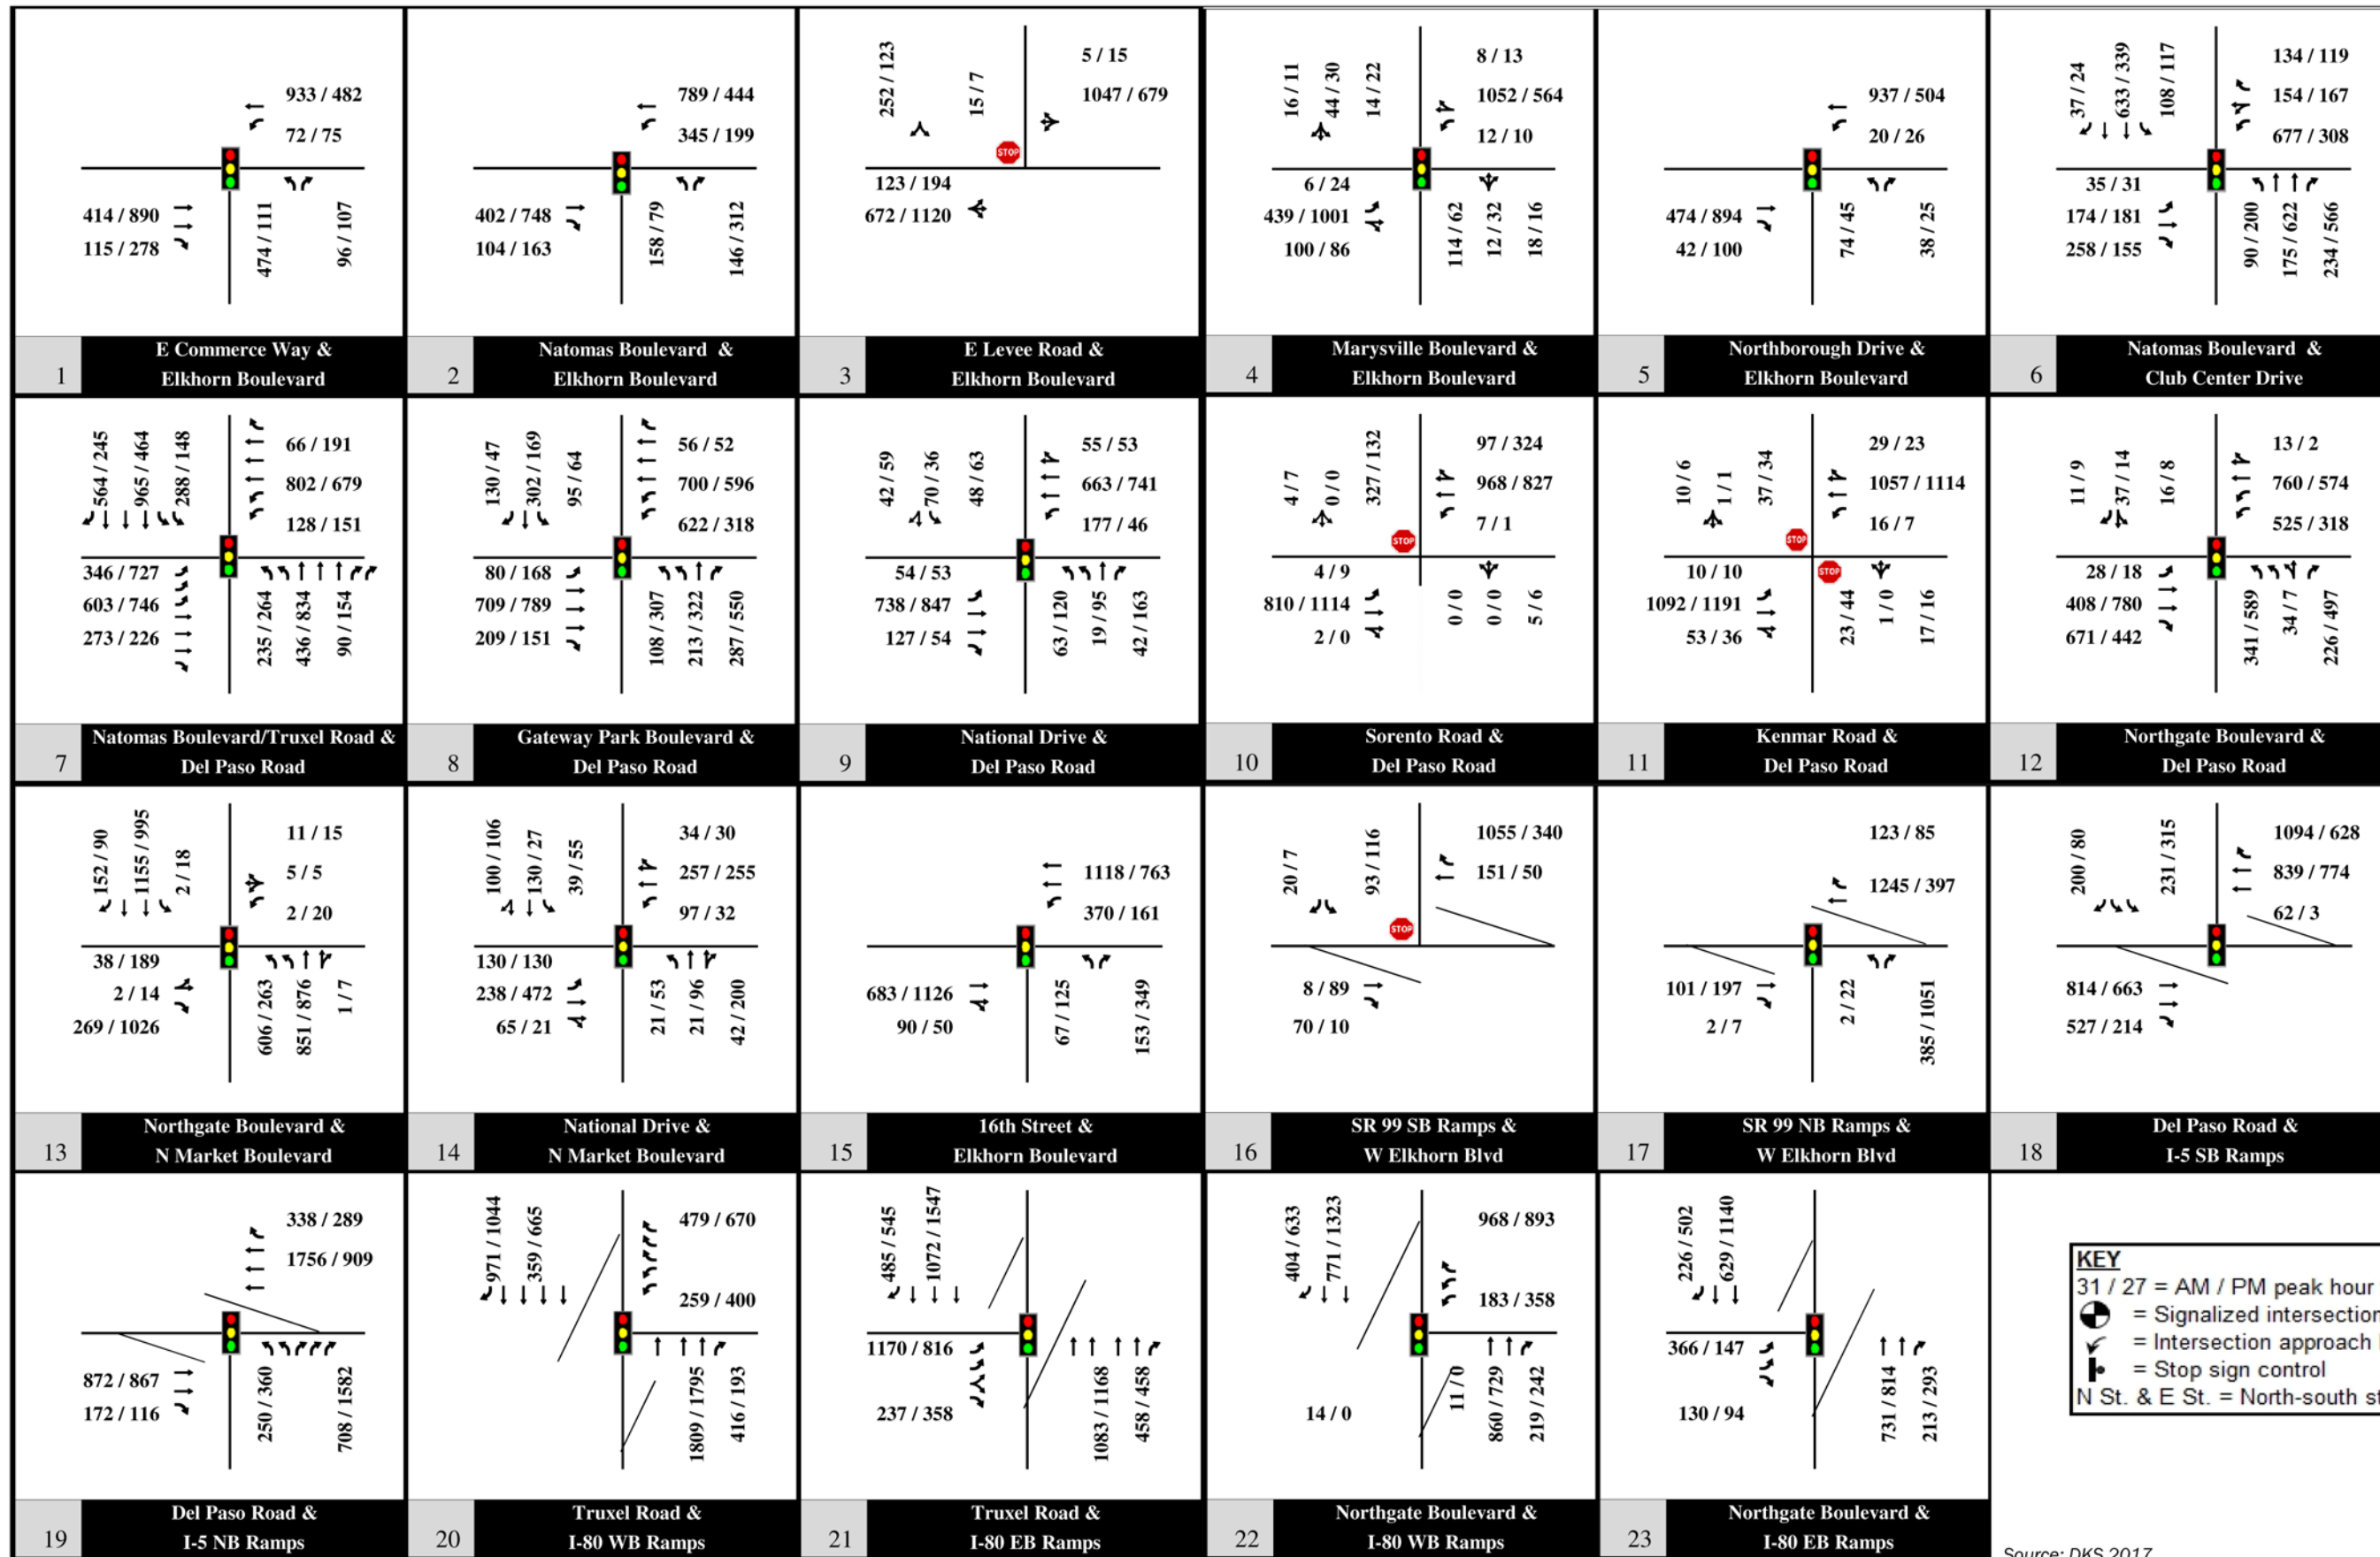 933 / 482
72 / 75
414 / 890
115 / 278
474 / 111
96 / 107
1
E Commerce Way &
Elkhorn Boulevard
789 / 444
345 / 199
402 / 748
104 / 163
158 / 79
146 / 312
2
Natomas Boulevard &
Elkhorn Boulevard
252 / 123
15 / 7
5 / 15
1047 / 679
STOP
123 / 194
672 / 1120
3
E Levee Road &
Elkhorn Boulevard
16 / 11
44 / 30
14 / 22
8 / 13
1052 / 564
12 / 10
6 / 24
439 / 1001
100 / 86
114 / 62
12 / 32
18 / 16
4
Marysville Boulevard &
Elkhorn Boulevard
937 / 504
20 / 26
474 / 894
42 / 100
74 / 45
38 / 25
5
Northborough Drive &
Elkhorn Boulevard
37 / 24
633 / 339
108 / 117
134 / 119
154 / 167
677 / 308
35 / 31
174 / 181
258 / 155
90 / 200
175 / 622
234 / 566
6
Natomas Boulevard &
Club Center Drive
564 / 245
965 / 464
288 / 148
66 / 191
802 / 679
128 / 151
346 / 727
603 / 746
273 / 226
235 / 264
436 / 834
90 / 154
7
Natomas Boulevard/Truxel Road &
Del Paso Road
130 / 47
302 / 169
95 / 64
56 / 52
700 / 596
622 / 318
80 / 168
709 / 789
209 / 151
108 / 307
213 / 322
287 / 550
8
Gateway Park Boulevard &
Del Paso Road
42 / 59
70 / 36
48 / 63
55 / 53
663 / 741
177 / 46
54 / 53
738 / 847
127 / 54
63 / 120
19 / 95
42 / 163
9
National Drive &
Del Paso Road
4 / 7
0 / 0
327 / 132
97 / 324
968 / 827
7 / 1
STOP
4 / 9
810 / 1114
2 / 0
0 / 0
0 / 0
5 / 6
10
Sorento Road &
Del Paso Road
10 / 6
1 / 1
37 / 34
29 / 23
1057 / 1114
16 / 7
STOP
STOP
10 / 10
1092 / 1191
53 / 36
23 / 44
1 / 0
17 / 16
11
Kenmar Road &
Del Paso Road
11 / 9
37 / 14
16 / 8
13 / 2
760 / 574
525 / 318
28 / 18
408 / 780
671 / 442
341 / 589
34 / 7
226 / 497
12
Northgate Boulevard &
Del Paso Road
152 / 90
1155 / 995
2 / 18
11 / 15
5 / 5
2 / 20
38 / 189
2 / 14
269 / 1026
606 / 263
851 / 876
1 / 7
13
Northgate Boulevard &
N Market Boulevard
100 / 106
130 / 27
39 / 55
34 / 30
257 / 255
97 / 32
130 / 130
238 / 472
65 / 21
21 / 53
21 / 96
42 / 200
14
National Drive &
N Market Boulevard
1118 / 763
370 / 161
683 / 1126
90 / 50
67 / 125
153 / 349
15
16th Street &
Elkhorn Boulevard
20 / 7
93 / 116
1055 / 340
151 / 50
STOP
8 / 89
70 / 10
16
SR 99 SB Ramps &
W Elkhorn Blvd
123 / 85
1245 / 397
101 / 197
2 / 7
2 / 22
385 / 1051
17
SR 99 NB Ramps &
W Elkhorn Blvd
200 / 80
231 / 315
1094 / 628
839 / 774
62 / 3
814 / 663
527 / 214
18
Del Paso Road &
I-5 SB Ramps
338 / 289
1756 / 909
872 / 867
172 / 116
250 / 360
708 / 1582
19
Del Paso Road &
I-5 NB Ramps
971 / 1044
359 / 665
479 / 670
259 / 400
1809 / 1795
416 / 193
20
Truxel Road &
I-80 WB Ramps
485 / 545
1072 / 1547
1170 / 816
237 / 358
1083 / 1168
458 / 458
21
Truxel Road &
I-80 EB Ramps
404 / 633
771 / 1323
968 / 893
183 / 358
14 / 0
11 / 0
860 / 729
219 / 242
22
Northgate Boulevard &
I-80 WB Ramps
226 / 502
629 / 1140
366 / 147
130 / 94
731 / 814
213 / 293
23
Northgate Boulevard &
I-80 EB Ramps
KEY
31 / 27 = AM / PM peak hour
= Signalized intersection
= Intersection approach
= Stop sign control
N St. & E St. = North-south
Source: DKS 2017